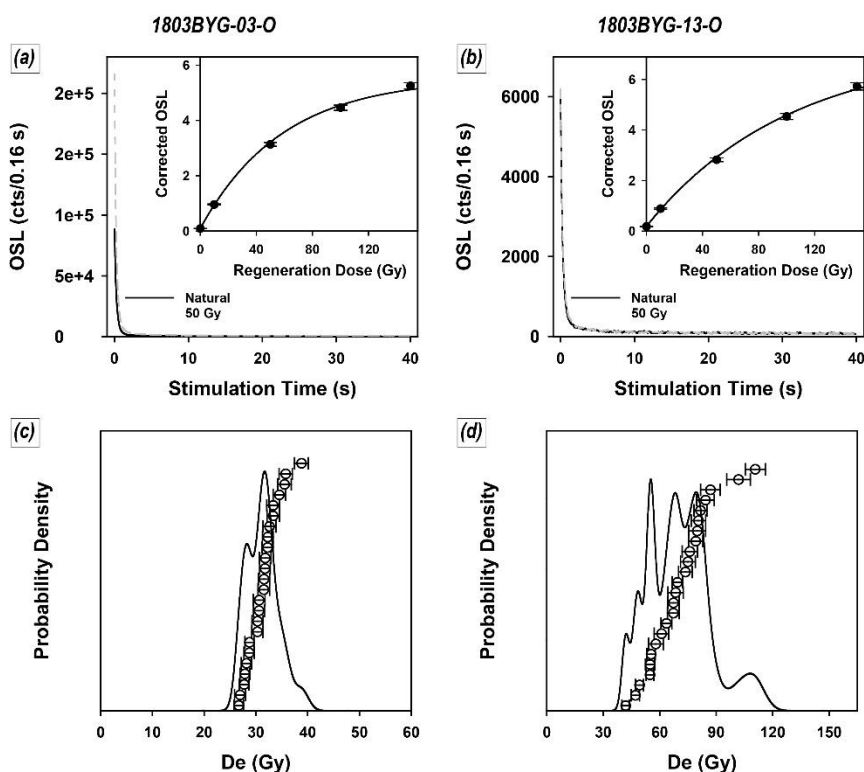 1803BYG-03-O
1803BYG-13-O
(a)
OSL (cts/0.16 s)
2e+5
2e+5
1e+5
5e+4
0
6
4
2
0
Corrected OSL
0 40 80 120
Regeneration Dose (Gy)
Natural
50 Gy
0 10 20 30 40
Stimulation Time (s)
(b)
OSL (cts/0.16 s)
6000
4000
2000
0
6
4
2
0
Corrected OSL
0 40 80 120
Regeneration Dose (Gy)
Natural
50 Gy
0 10 20 30 40
Stimulation Time (s)
(c)
Probability Density
0 20 40 60
De (Gy)
(d)
Probability Density
30 60 90 120 150
De (Gy)